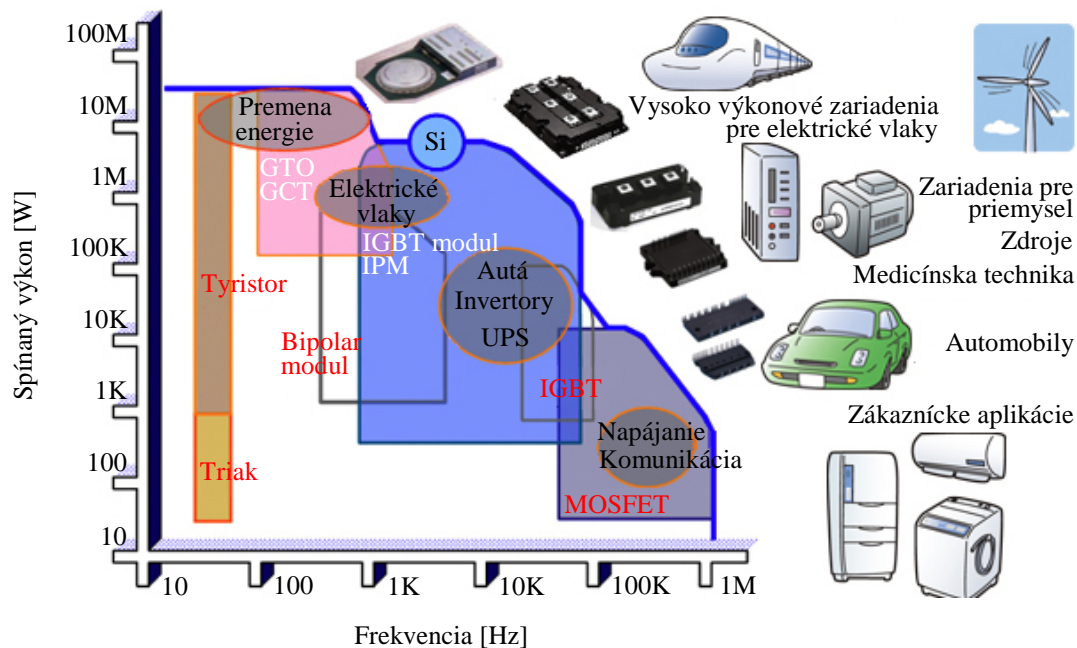 100M
10M
1M
100K
10K
1K
100
10
Spínaný výkon [W]
10
100
1K
10K
100K
1M
Frekvencia [Hz]
Premena
energie
Si
GTO
GCT
Elektrické
vlaky
IGBT modul
IPM
Tyristor
Autá
Invertory
UPS
Bipolar
modul
IGBT
Triak
Napájanie
Komunikácia
MOSFET
Vysoko výkonové zariadenia
pre elektrické vlaky
Zariadenia pre
priemysel
Zdroje
Medicínska technika
Automobily
Zákaznícke aplikácie